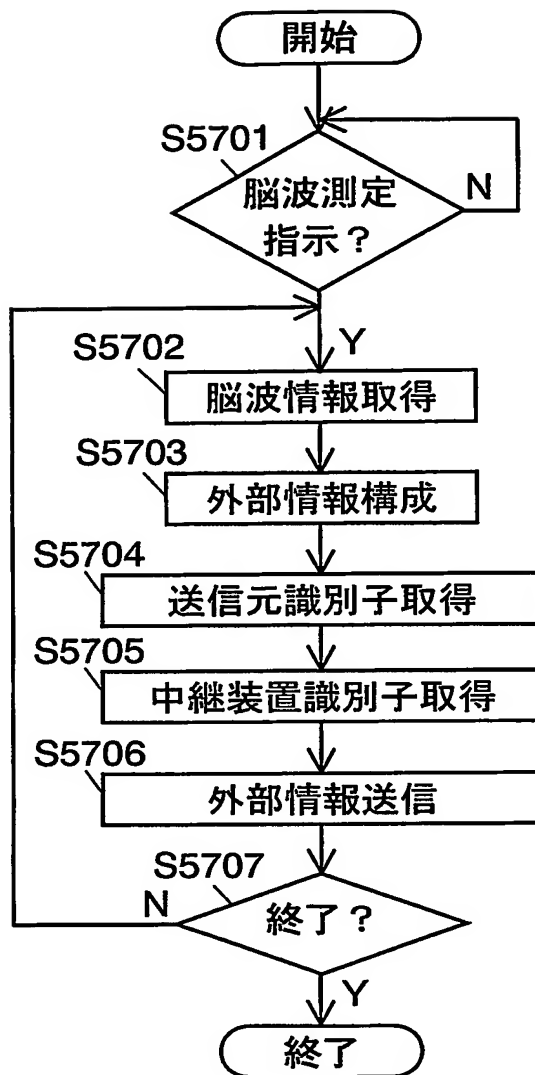 開始
S5701
脳波測定
指示？
N
Y
S5702
脳波情報取得
S5703
外部情報構成
S5704
送信元識別子取得
S5705
中継装置識別子取得
S5706
外部情報送信
S5707
N
終了？
Y
終了